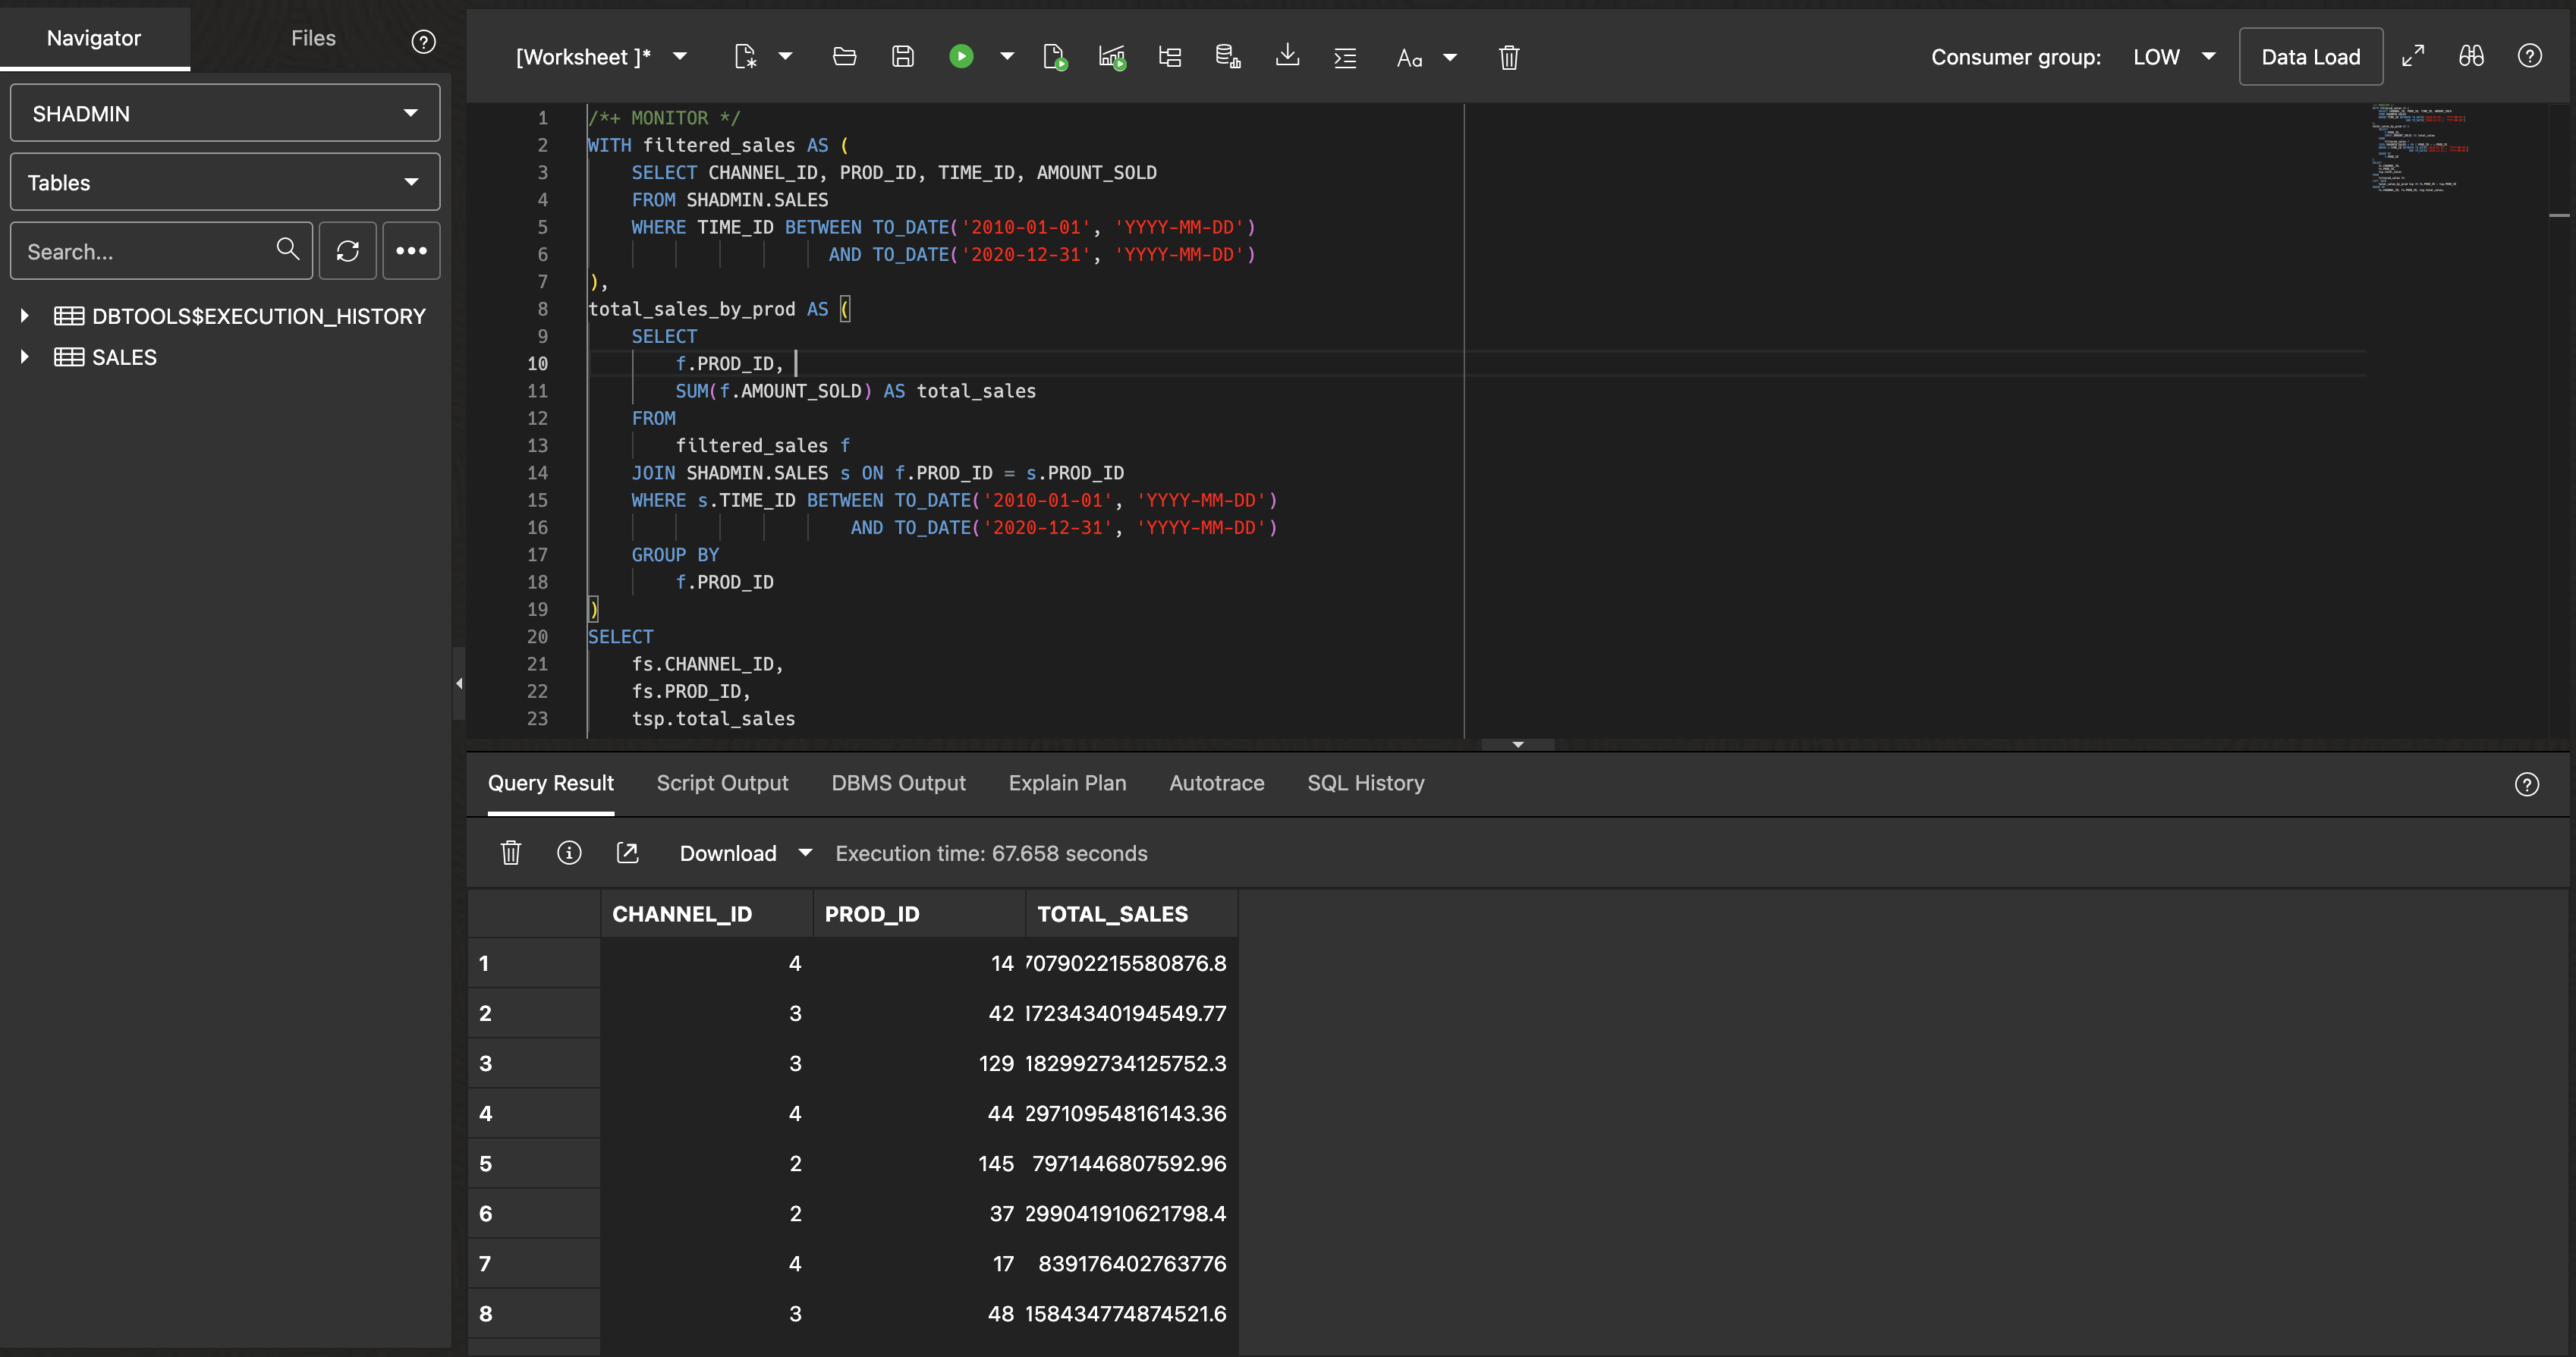 Navigator
Files
SHADMIN
Tables
Search...
DBTOOLS$EXECUTION_HISTORY
SALES
[Worksheet ]*
Aa
Consumer group:
LOW
Data Load
1 /*+ MONITOR */
2 WITH filtered_sales AS (
3 SELECT CHANNEL_ID, PROD_ID, TIME_ID, AMOUNT_SOLD
4 FROM SHADMIN.SALES
5 WHERE TIME_ID BETWEEN TO_DATE('2010-01-01', 'YYYY-MM-DD')
6 AND TO_DATE('2020-12-31', 'YYYY-MM-DD')
7 ),
8 total_sales_by_prod AS (
9 SELECT
10 f.PROD_ID,
11 SUM(f.AMOUNT_SOLD) AS total_sales
12 FROM
13 filtered_sales f
14 JOIN SHADMIN.SALES s ON f.PROD_ID = s.PROD_ID
15 WHERE s.TIME_ID BETWEEN TO_DATE('2010-01-01', 'YYYY-MM-DD')
16 AND TO_DATE('2020-12-31', 'YYYY-MM-DD')
17 GROUP BY
18 f.PROD_ID
19 )
20 SELECT
21 fs.CHANNEL_ID,
22 fs.PROD_ID,
23 tsp.total_sales
Query Result Script Output DBMS Output Explain Plan Autotrace SQL History
Download Execution time: 67.658 seconds
CHANNEL_ID PROD_ID TOTAL_SALES
1 4 14 707902215580876.8
2 3 42 17234340194549.77
3 3 129 182992734125752.3
4 4 44 29710954816143.36
5 2 145 7971446807592.96
6 2 37 299041910621798.4
7 4 17 839176402763776
8 3 48 158434774874521.6